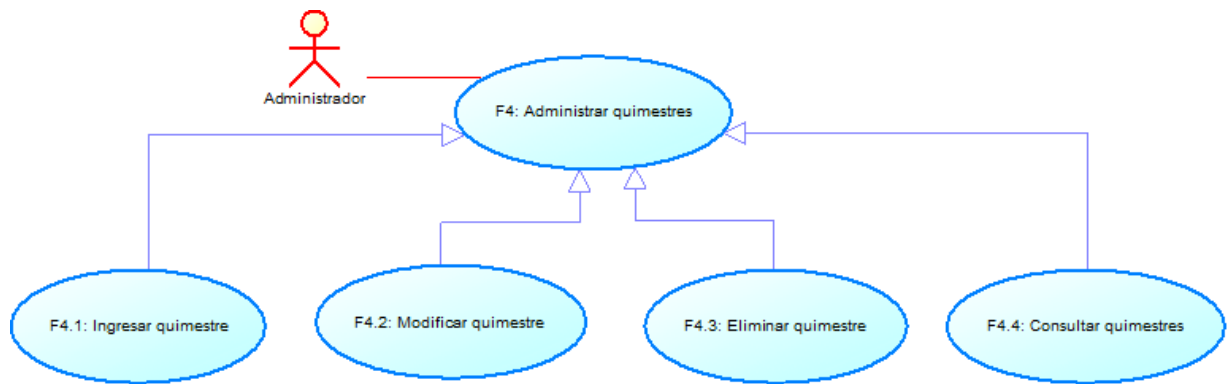 Administrador
F4: Administrar quimestres
F4.1: Ingresar quimestre
F4.2: Modificar quimestre
F4.3: Eliminar quimestre
F4.4: Consultar quimestres